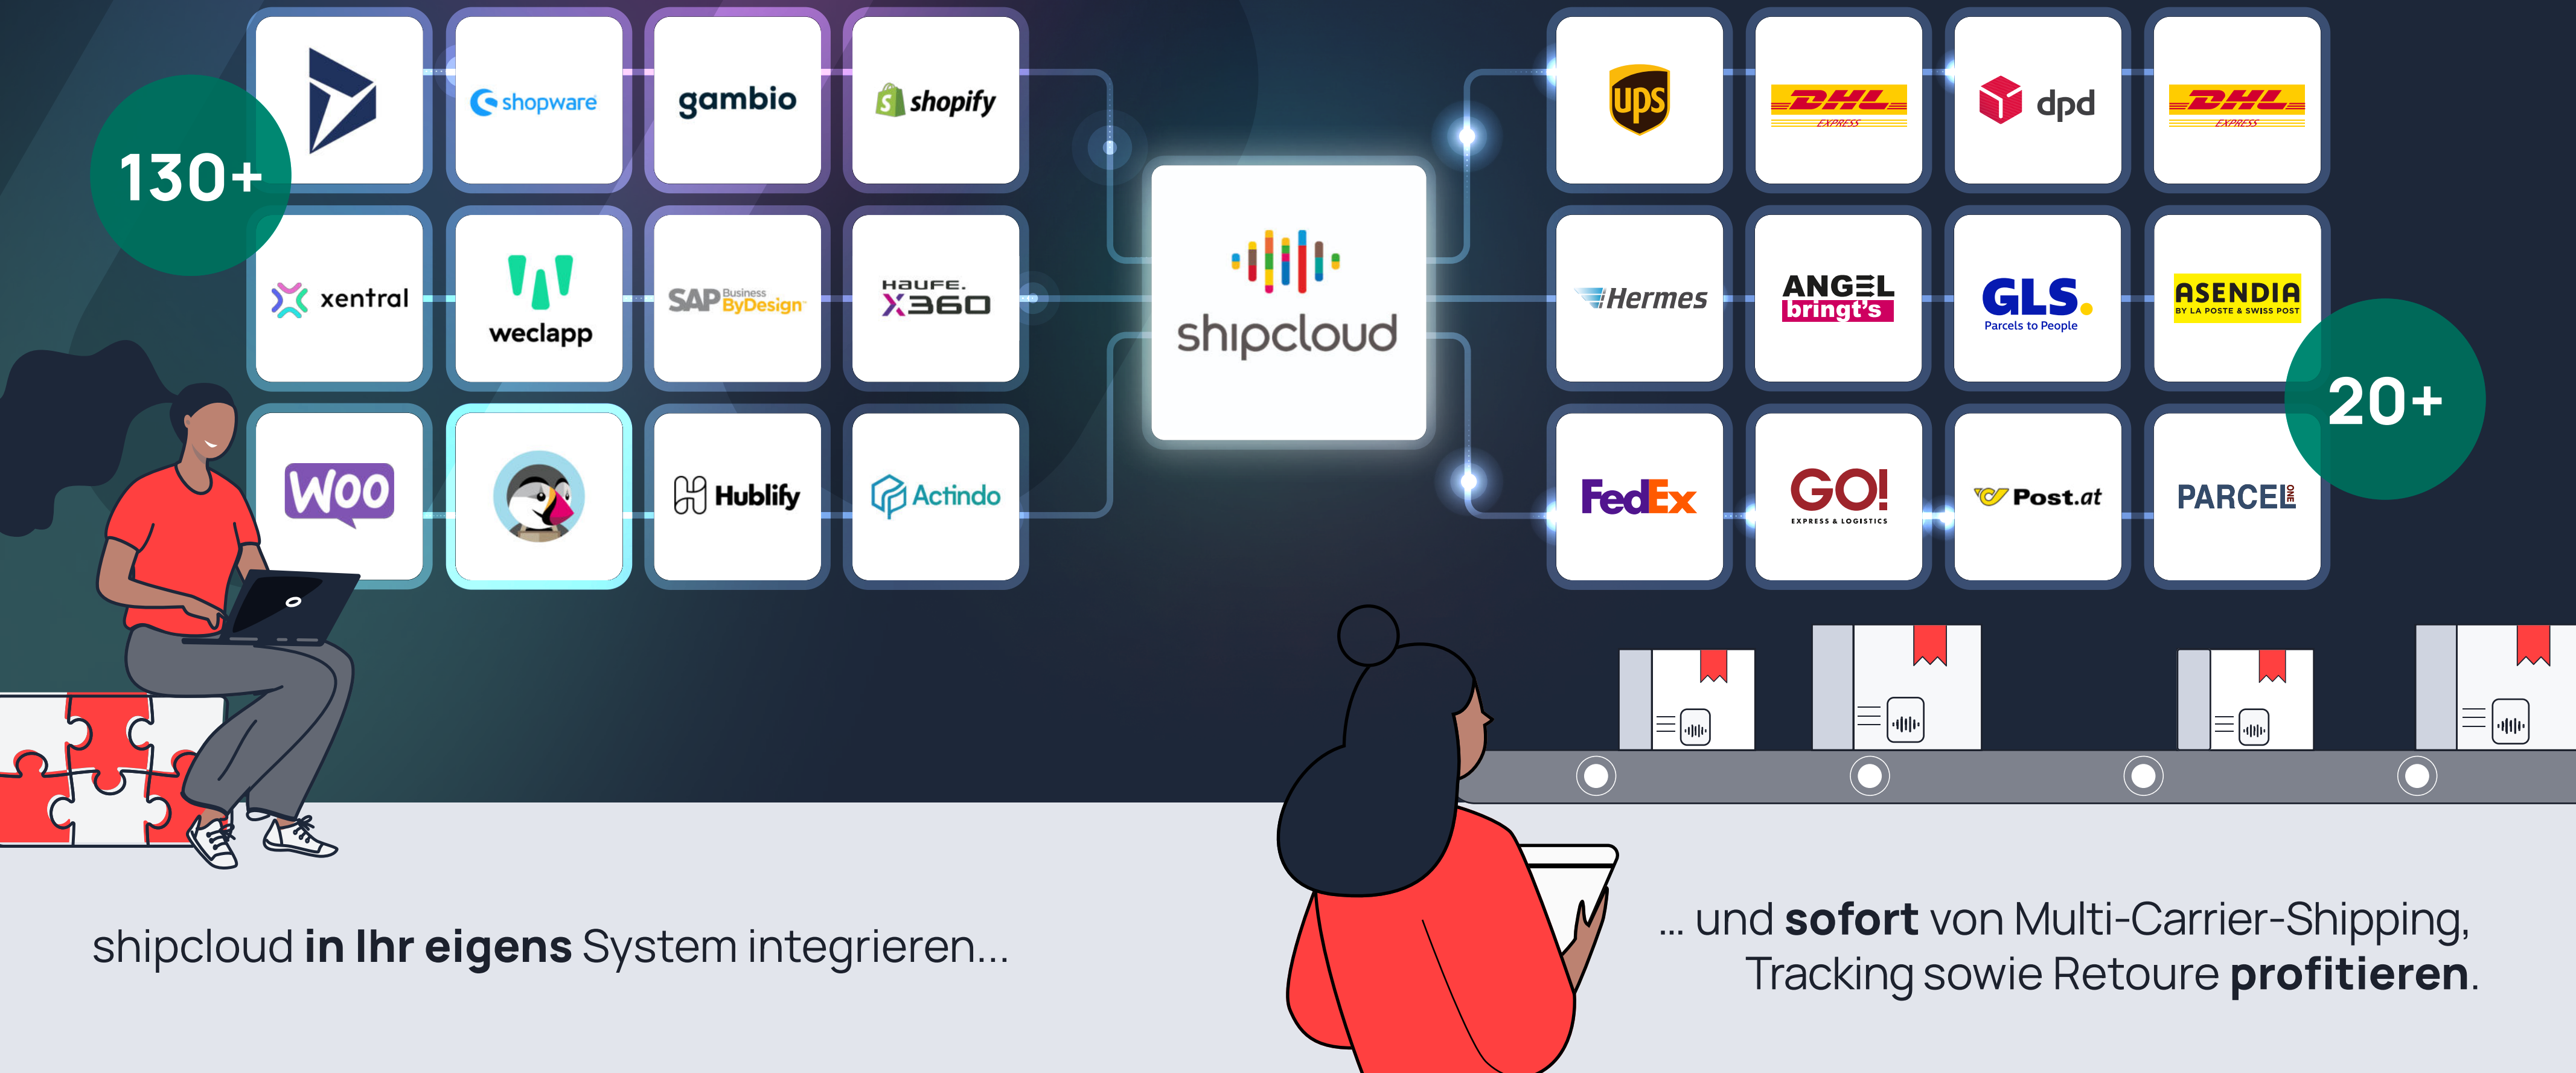 130+
shopware
gambio
shopify
xentral
weclapp
SAP Business ByDesign
HAUFE.
X360
WOO
Hublify
Actindo
shipcloud
ups
DHL
EXPRESS
dpd
DHL
EXPRESS
Hermes
ANGEL
bringt's
GLS.
Parcels to People
ASENDIA
BY LA POSTE & SWISS POST
20+
FedEx
GO!
EXPRESS & LOGISTICS
Post.at
PARCEL ONE
shipcloud in Ihr eigens System integrieren...
... und sofort von Multi-Carrier-Shipping,
Tracking sowie Retoure profitieren.